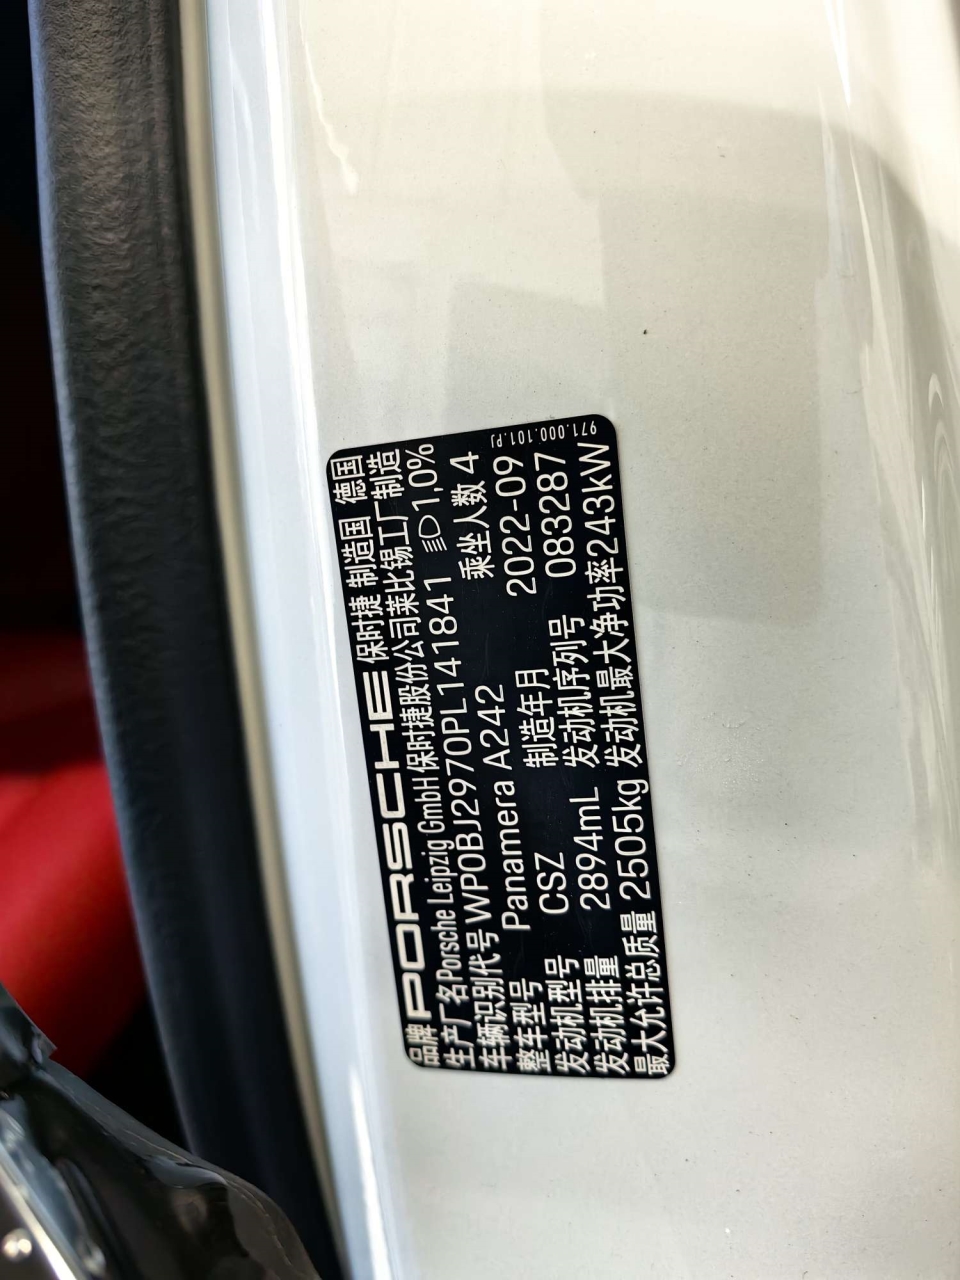 品牌 PORSCHE 保时捷 制造国 德国
生产厂名 Porsche Leipzig GmbH 保时捷股份公司莱比锡工厂制造
车辆识别代号 WP0BJ2970PL141841 1,0%
整车型号 Panamera A242 乘坐人数 4
发动机型号 CSZ 制造年月 2022-09
发动机排量 2894mL 发动机序列号 083287
最大允许总质量 2505kg 发动机最大净功率 243kW
971.000.101.PJ